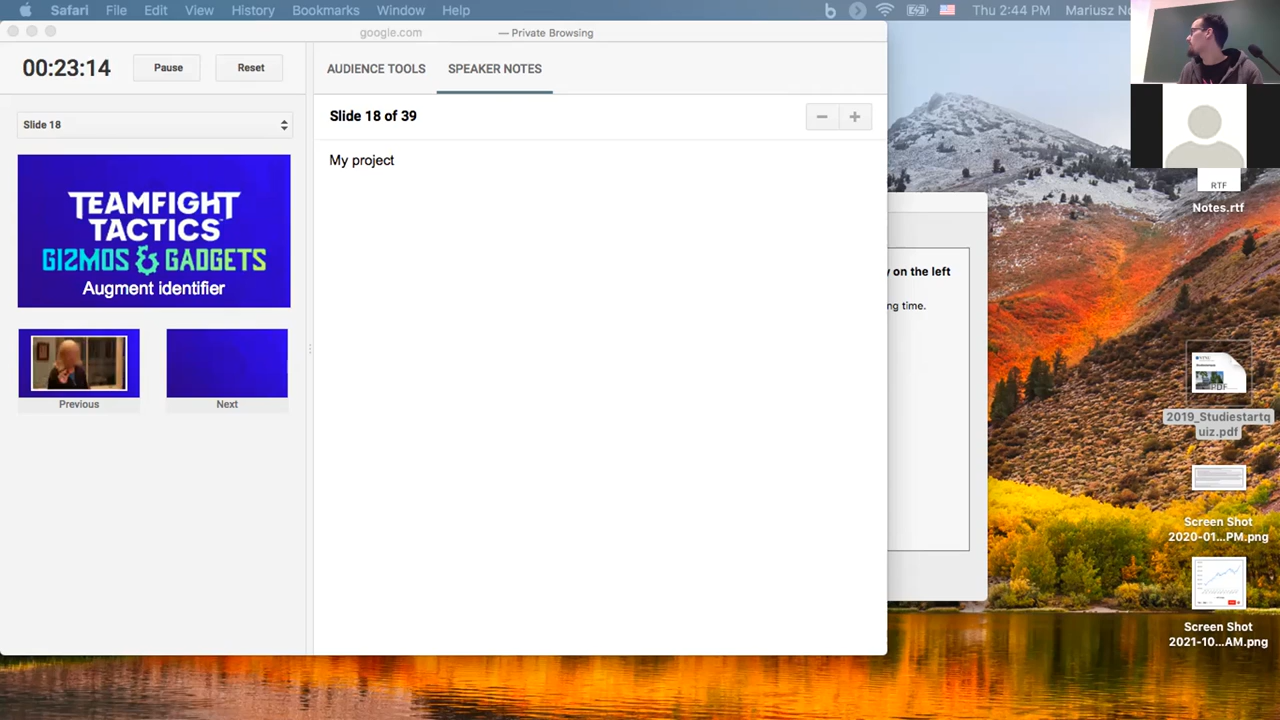 Safari File Edit View History Bookmarks Window Help Thu 2:44 PM Mariusz No
google.com — Private Browsing
00:23:14 Pause Reset
AUDIENCE TOOLS SPEAKER NOTES
Slide 18
Slide 18 of 39
My project
TEAMFIGHT
TACTICS
GIZMOS & GADGETS
Augment identifier
Previous
Next
y on the left
ng time.
RTF
Notes.rtf
PDF
2019_Studiestartq
uiz.pdf
Screen Shot
2020-01...PM.png
Screen Shot
2021-10...AM.png